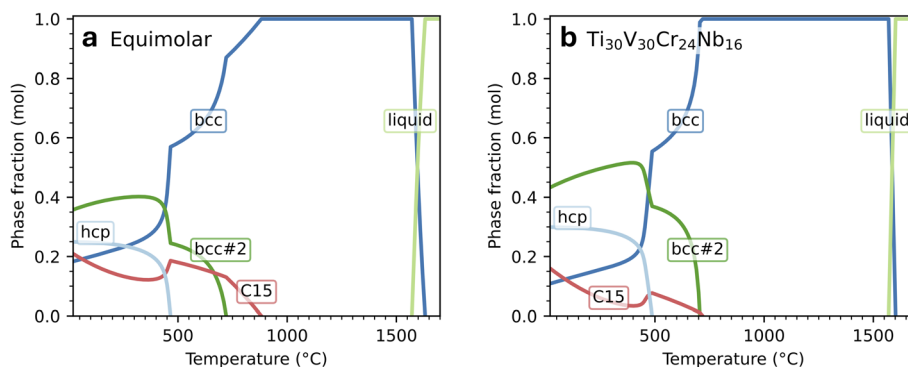 a Equimolar
1.0
0.8
0.6
0.4
0.2
0.0
Phase fraction (mol)
bcc
liquid
hcp
bcc#2
C15
500
1000
1500
Temperature (°C)
b Ti₃₀V₃₀Cr₂₄Nb₁₆
1.0
0.8
0.6
0.4
0.2
0.0
Phase fraction (mol)
bcc
liquid
hcp
bcc#2
C15
500
1000
1500
Temperature (°C)